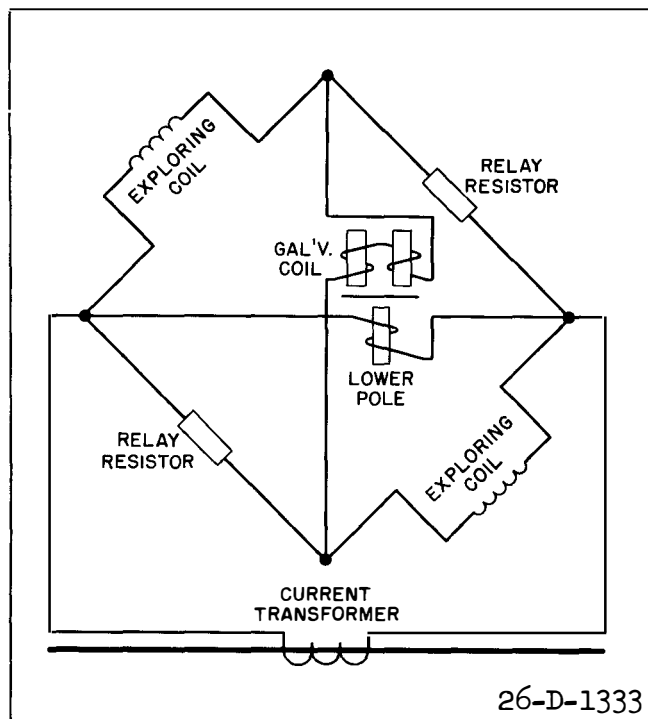 EXPLORING
COIL
RELAY
RESISTOR
GAL'V.
COIL
LOWER
POLE
RELAY
RESISTOR
EXPLORING
COIL
CURRENT
TRANSFORMER
26-D-1333